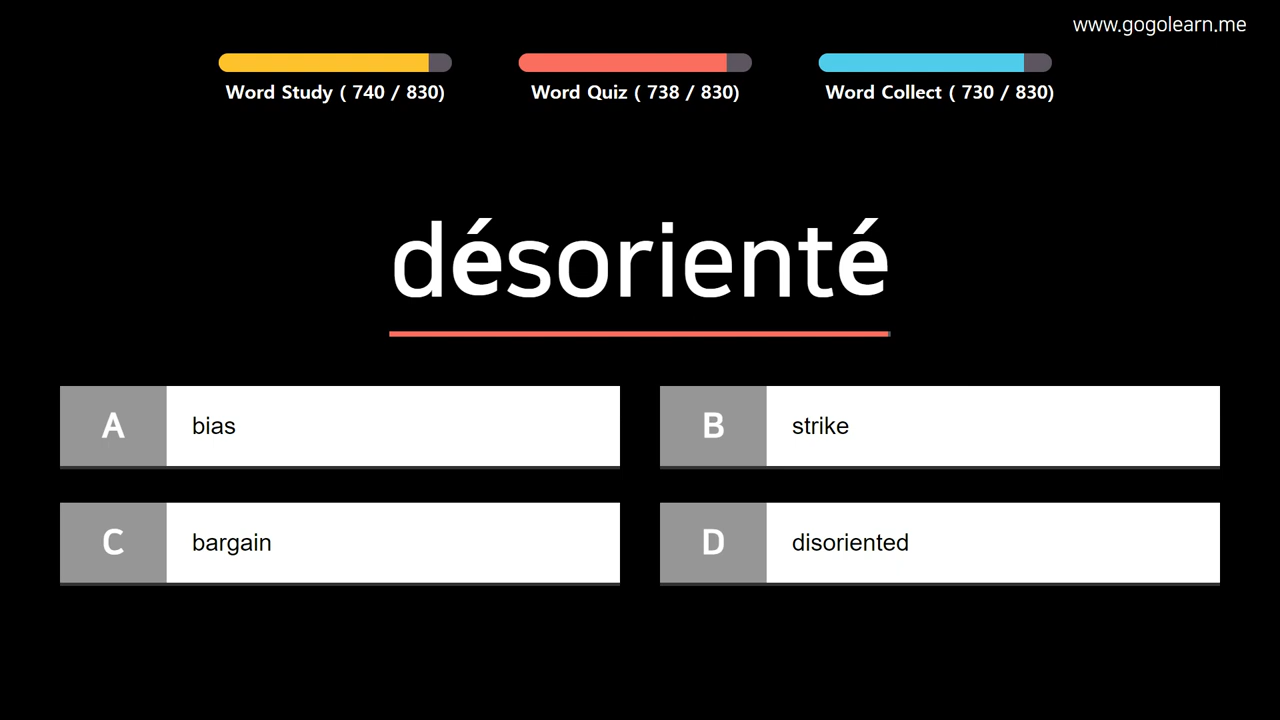 www.gogolearn.me
Word Study ( 740 / 830)
Word Quiz ( 738 / 830)
Word Collect ( 730 / 830)
désorienté
A bias
B strike
C bargain
D disoriented